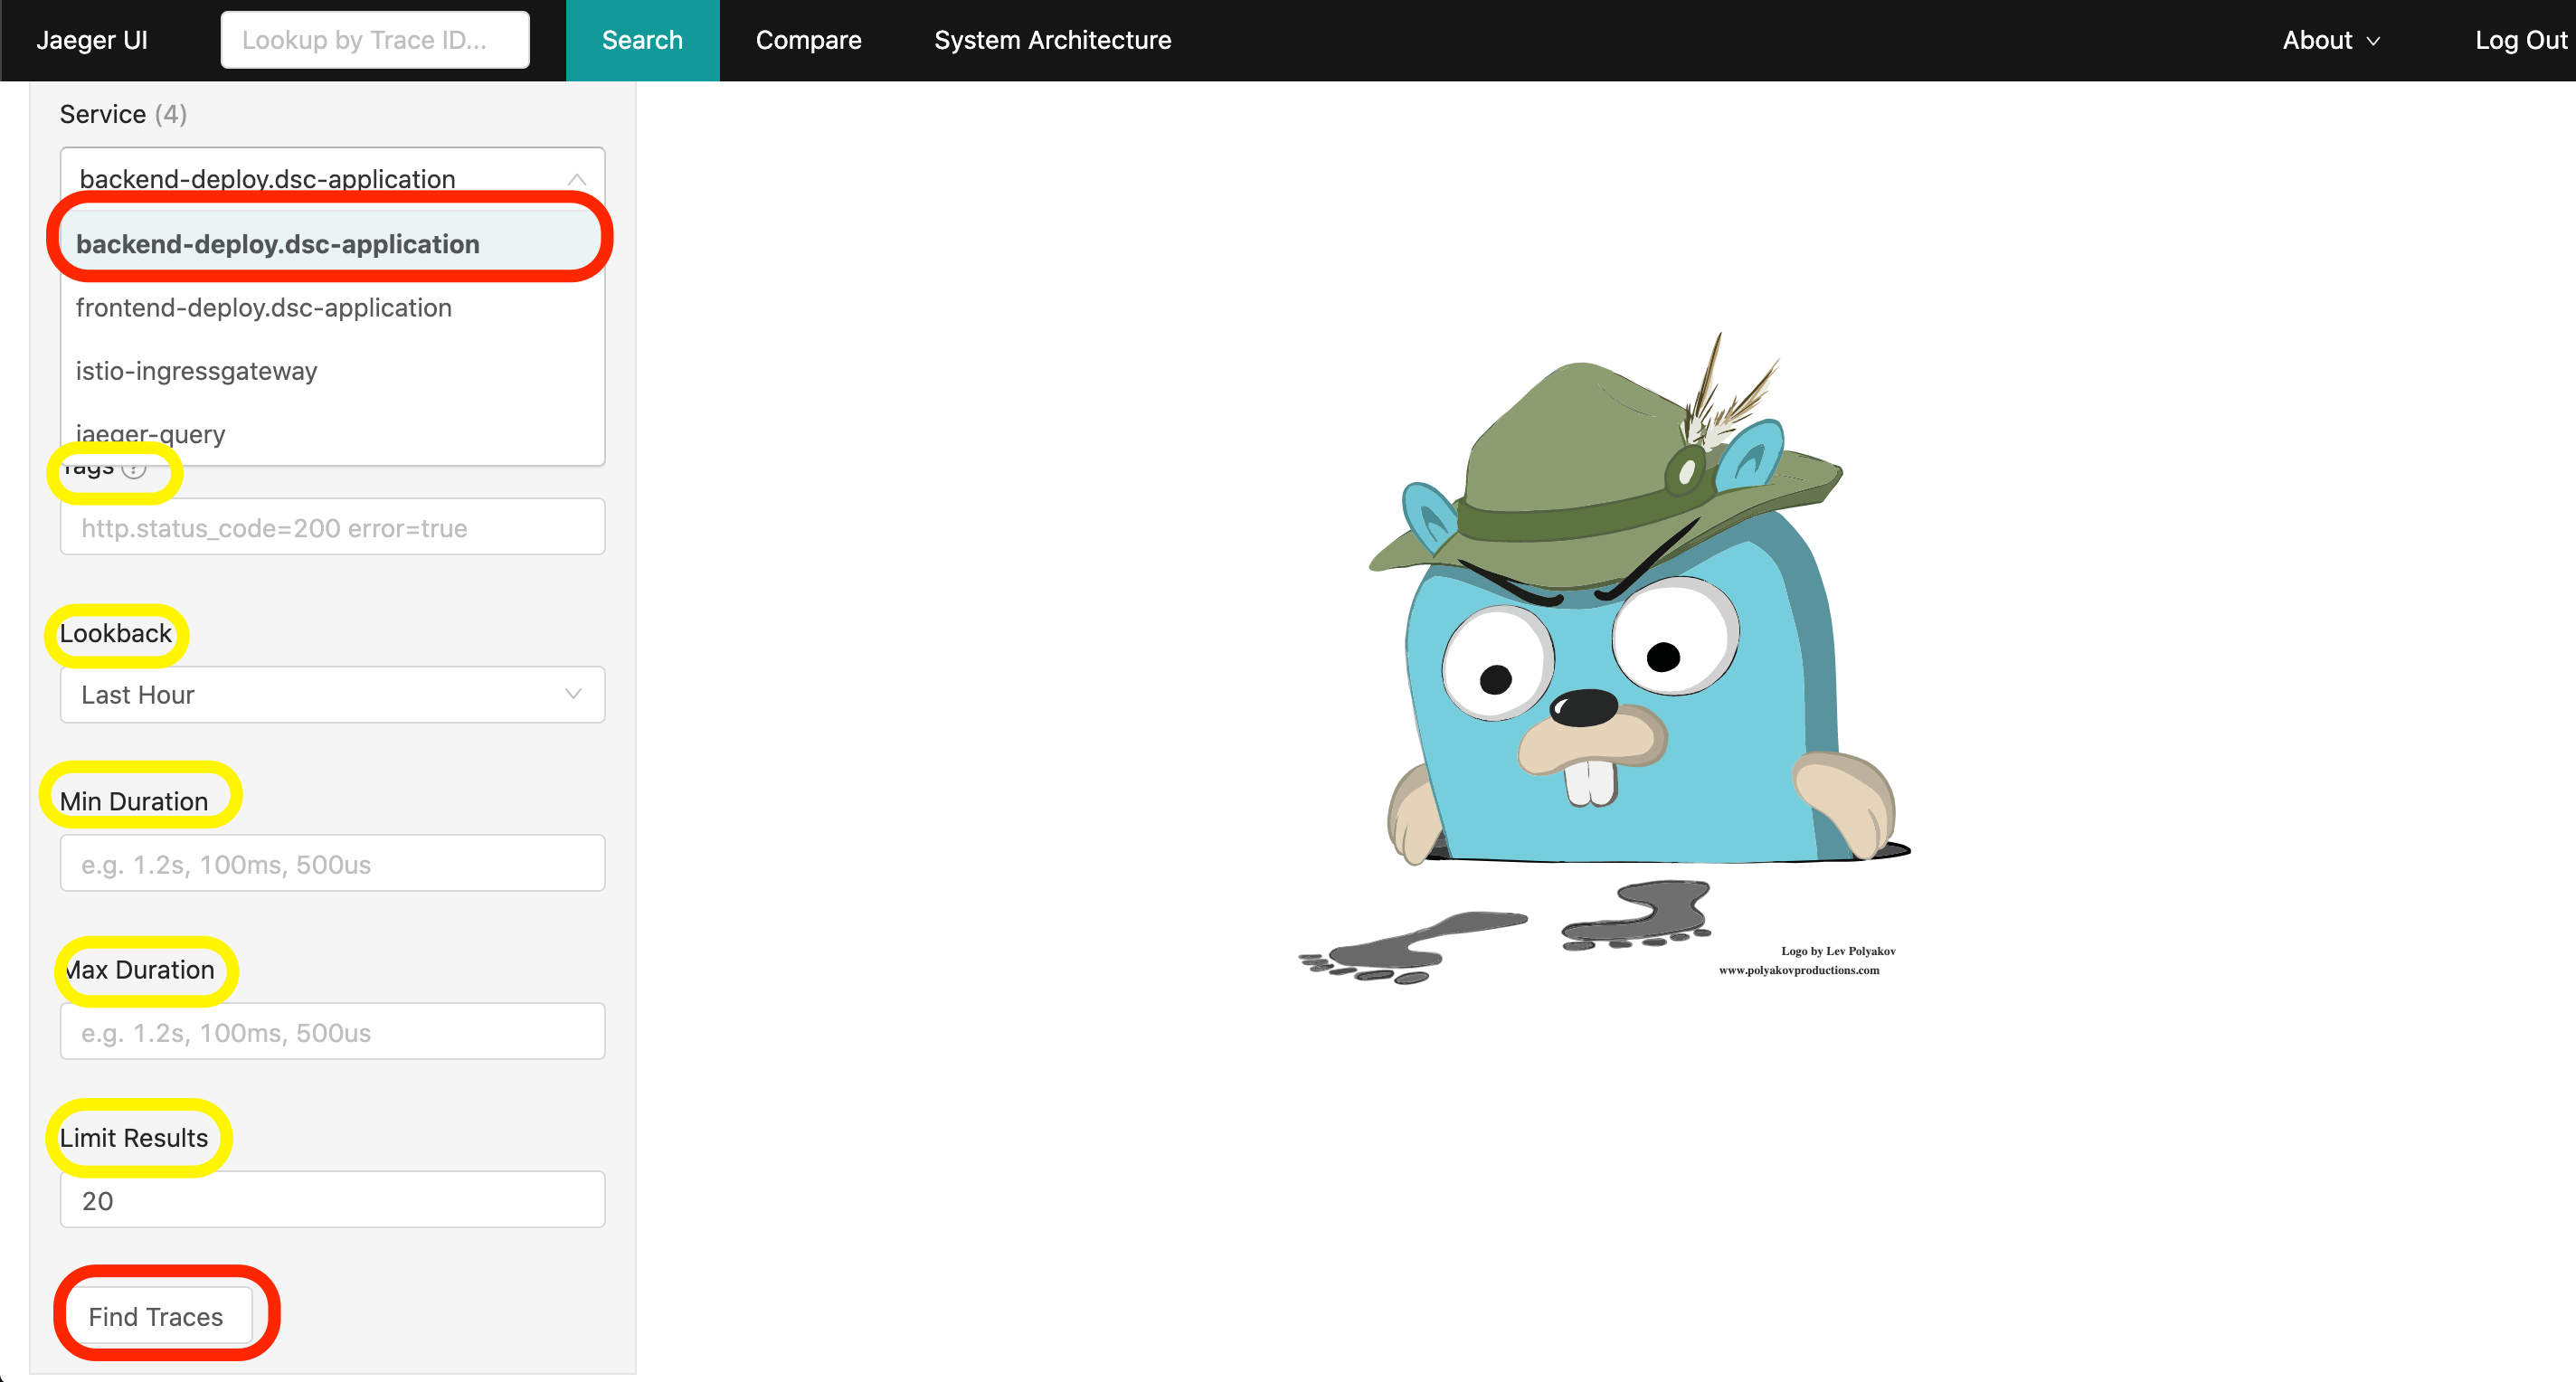 Jaeger UI
Lookup by Trace ID...
Search
Compare
System Architecture
About
Log Out
Service (4)
backend-deploy.dsc-application
backend-deploy.dsc-application
frontend-deploy.dsc-application
istio-ingressgateway
jaeger-query
Tags ?
http.status_code=200 error=true
Lookback
Last Hour
Min Duration
e.g. 1.2s, 100ms, 500us
Max Duration
e.g. 1.2s, 100ms, 500us
Limit Results
20
Find Traces
Logo by Lev Polyakov
www.polyakovproductions.com